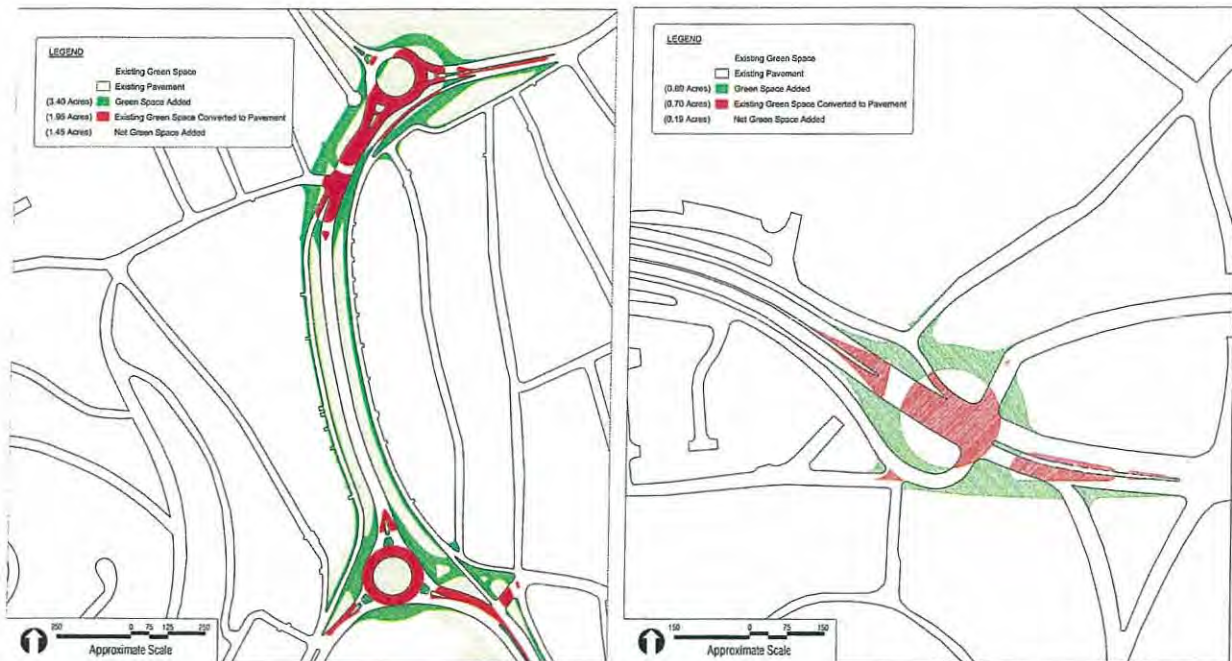 LEGEND
Existing Green Space
Existing Pavement
(3.40 Acres) Green Space Added
(1.95 Acres) Existing Green Space Converted to Pavement
(1.45 Acres) Net Green Space Added
250 0 75 125 250
Approximate Scale
LEGEND
Existing Green Space
Existing Pavement
(0.89 Acres) Green Space Added
(0.70 Acres) Existing Green Space Converted to Pavement
(0.19 Acres) Net Green Space Added
150 0 75 150
Approximate Scale